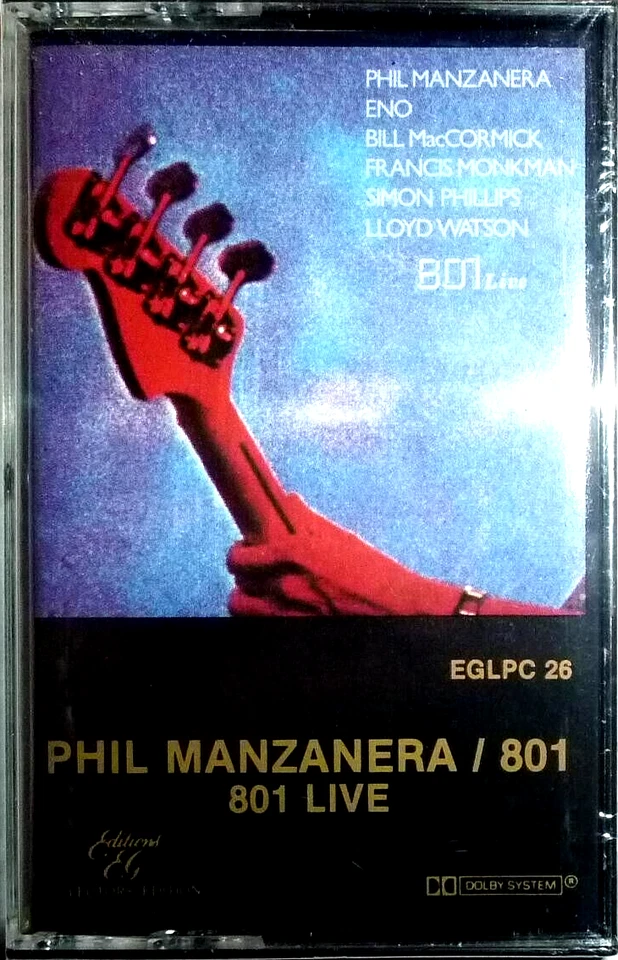 PHIL MANZANERA
ENO
BILL MacCORMICK
FRANCIS MONKMAN
SIMON PHILLIPS
LLOYD WATSON
801 Live
EGLPC 26
PHIL MANZANERA / 801
801 LIVE
Editions
EG
EDITION
DOLBY SYSTEM ®